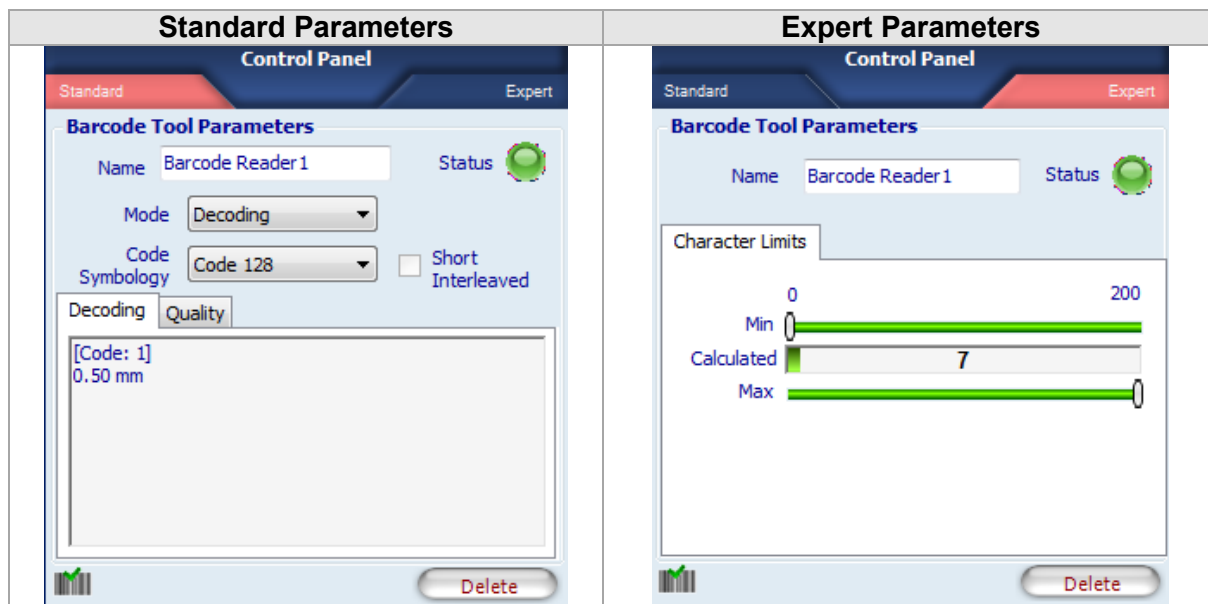 Standard Parameters
Control Panel
Standard Expert
Barcode Tool Parameters
Name Barcode Reader1 Status
Mode Decoding
Code Symbology Code 128 Short Interleaved
Decoding Quality
[Code: 1]
0.50 mm
Delete
Expert Parameters
Control Panel
Standard Expert
Barcode Tool Parameters
Name Barcode Reader1 Status
Character Limits
0 200
Min
Calculated 7
Max
Delete